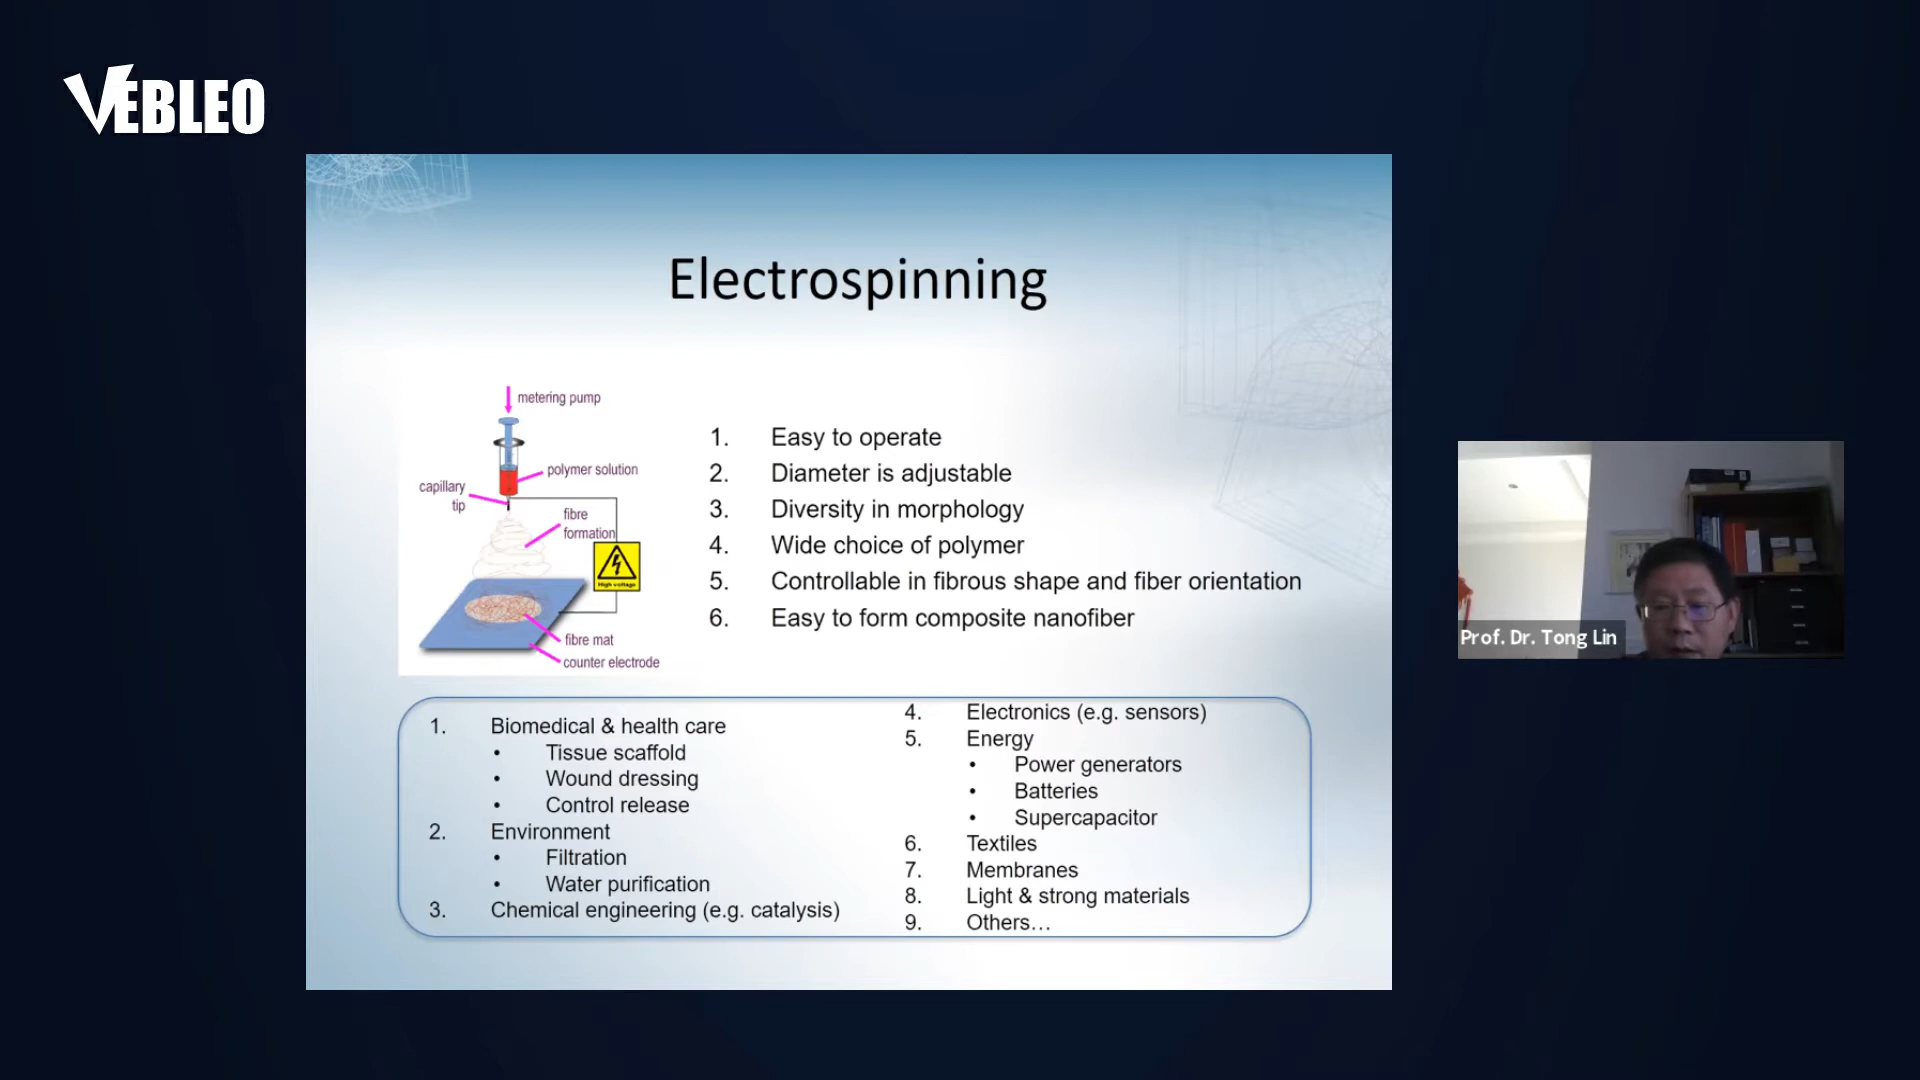 VEBLEO
Electrospinning
metering pump
polymer solution
capillary
tip
fibre
formation
High voltage
fibre mat
counter electrode
1. Easy to operate
2. Diameter is adjustable
3. Diversity in morphology
4. Wide choice of polymer
5. Controllable in fibrous shape and fiber orientation
6. Easy to form composite nanofiber
1. Biomedical & health care
• Tissue scaffold
• Wound dressing
• Control release
2. Environment
• Filtration
• Water purification
3. Chemical engineering (e.g. catalysis)
4. Electronics (e.g. sensors)
5. Energy
• Power generators
• Batteries
• Supercapacitor
6. Textiles
7. Membranes
8. Light & strong materials
9. Others…
Prof. Dr. Tong Lin